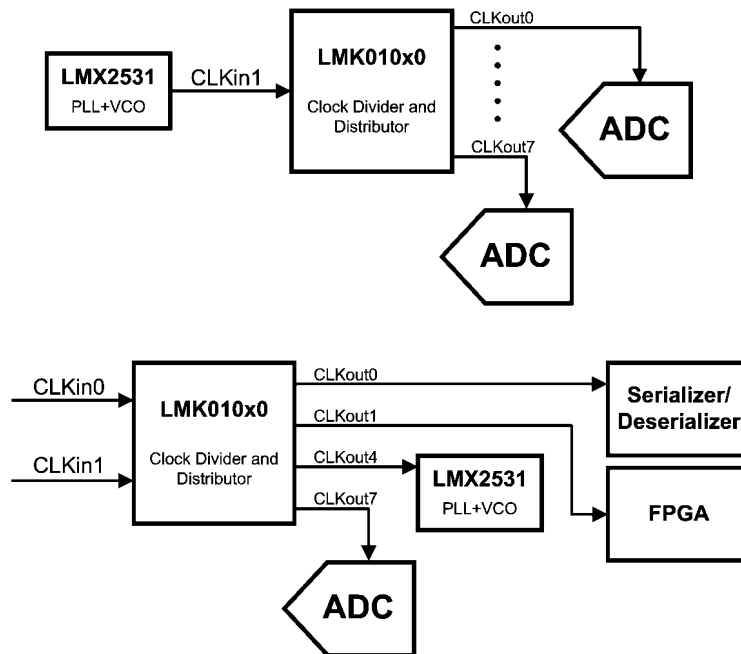 CLKout0
LMK010x0
LMX2531
CLKin1
PLL+VCO
Clock Divider and
Distributor
ADC
CLKout7
ADC
CLKin0
LMK010x0
CLKout0
Serializer/
Deserializer
CLKout1
Clock Divider and
Distributor
CLKin1
CLKout4
LMX2531
PLL+VCO
CLKout7
FPGA
ADC